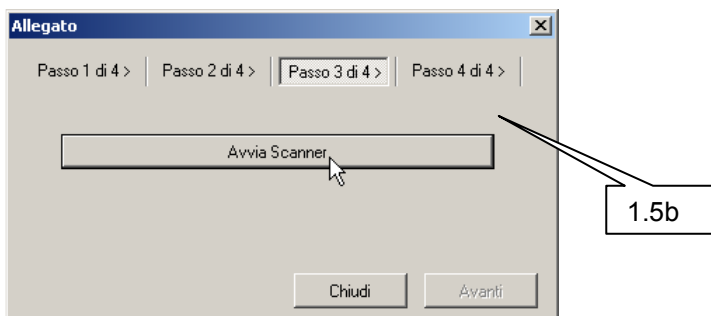 Allegato
Passo 1 di 4 > Passo 2 di 4 > Passo 3 di 4 > Passo 4 di 4 >
Avvia Scanner
1.5b
Chiudi Avanti